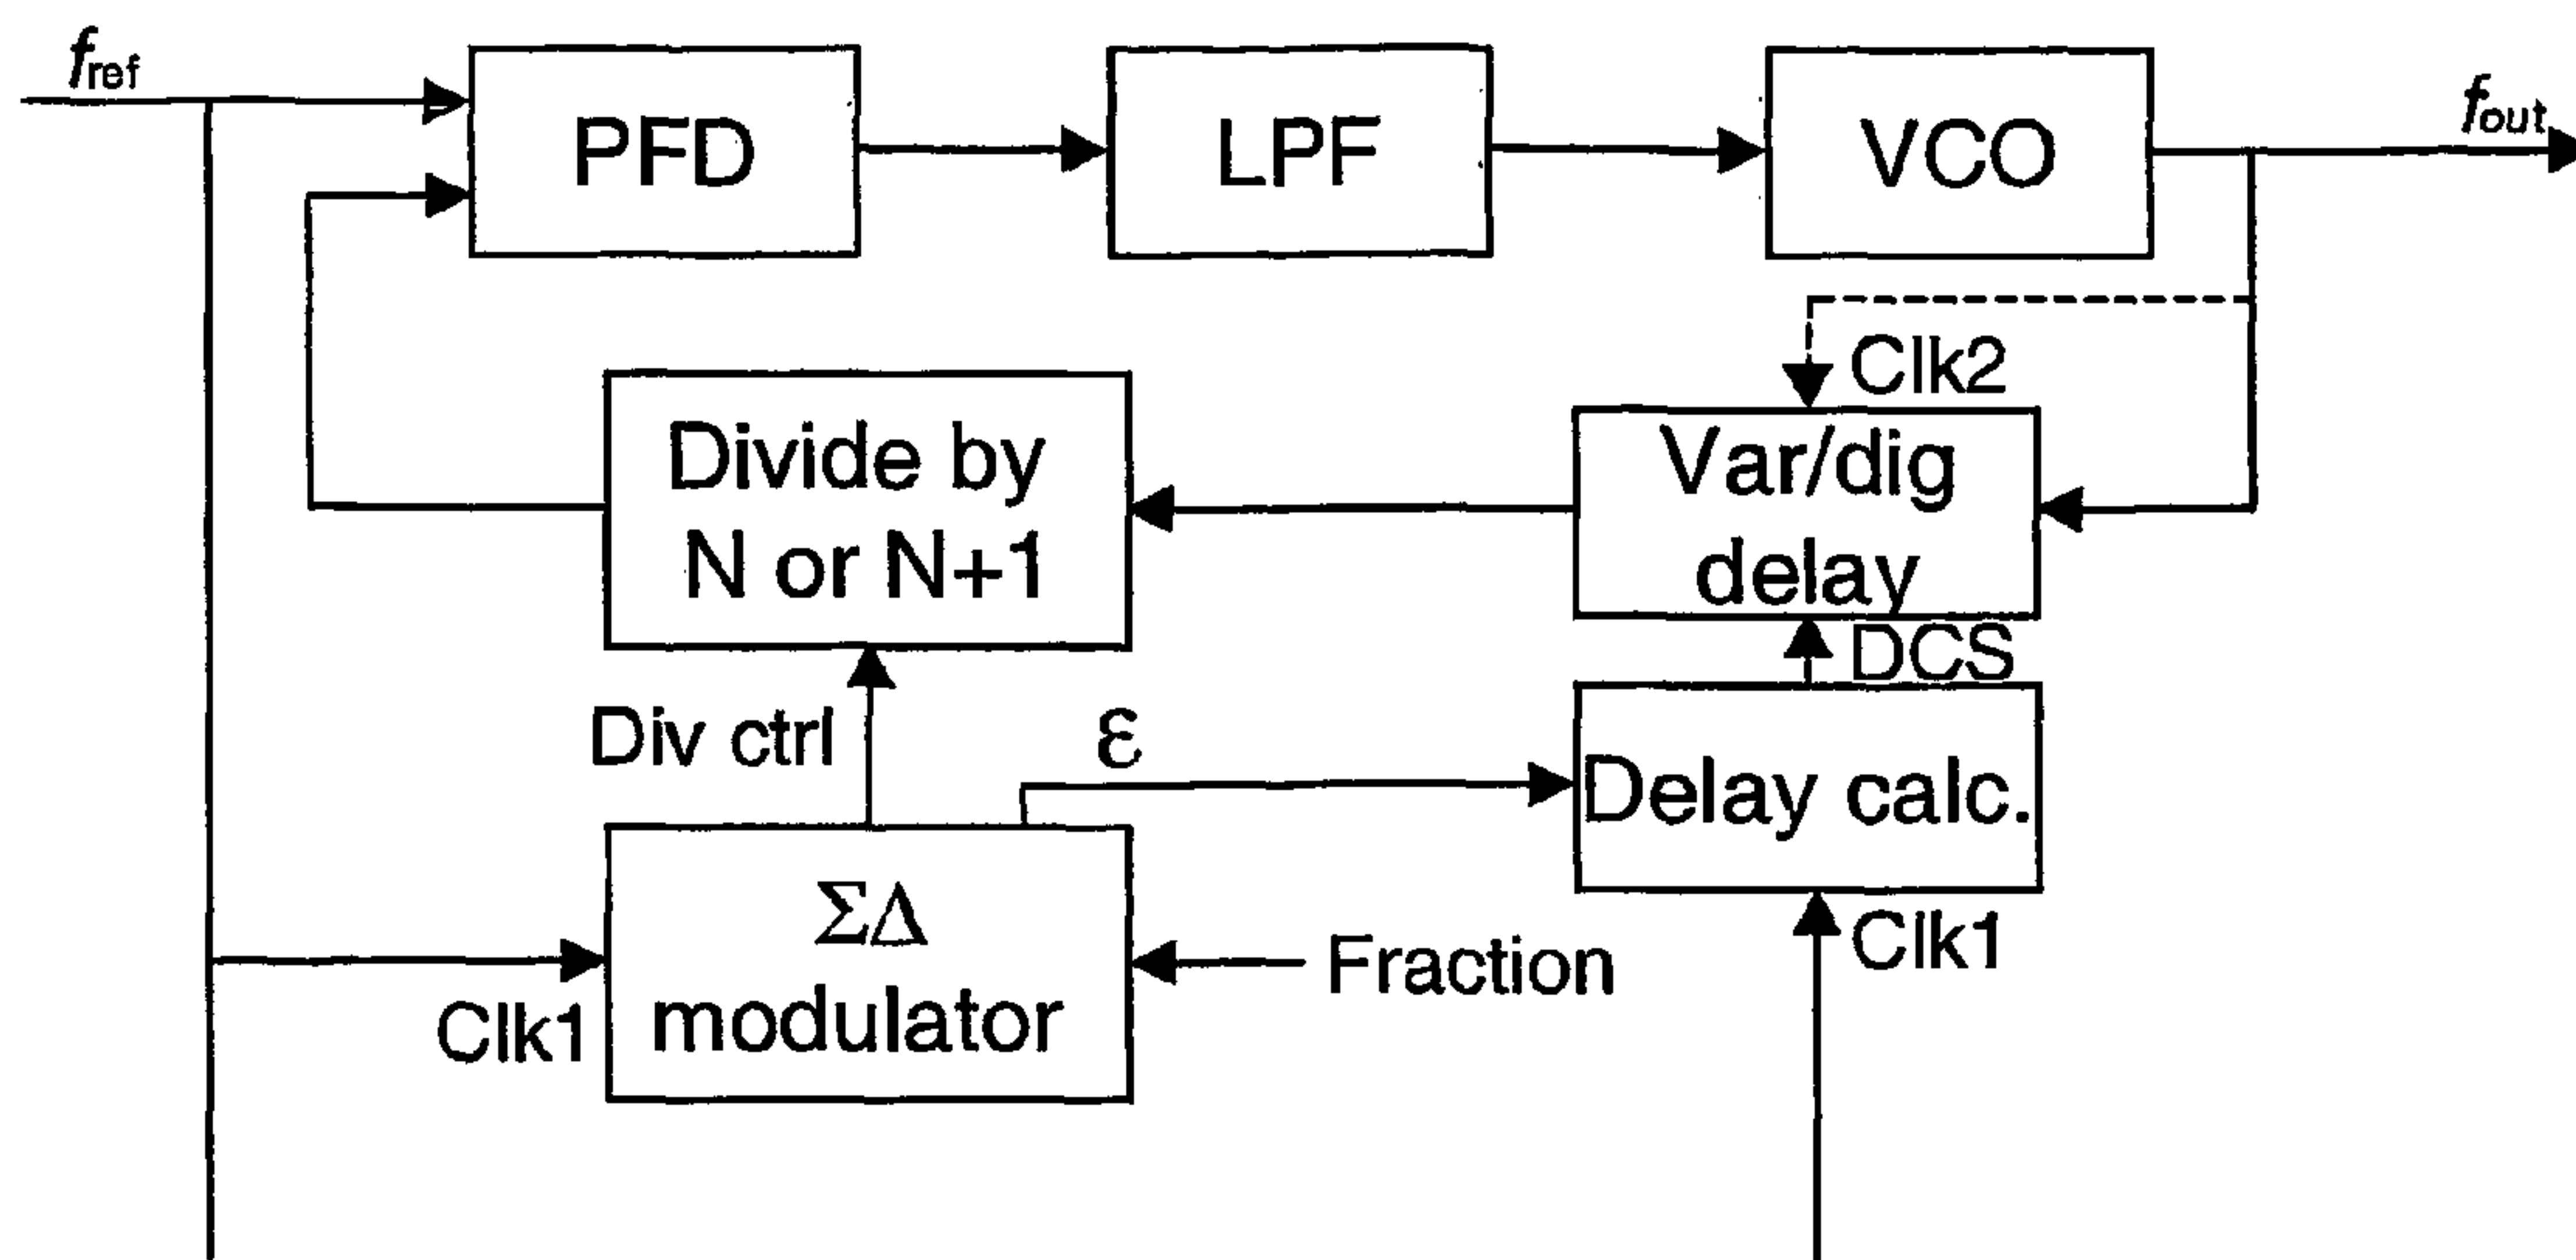 fref
PFD
LPF
VCO
fout
Clk2
Divide by
N or N+1
Var/dig
delay
DCS
Div ctrl
ε
Delay calc.
ΣΔ
modulator
Clk1
Fraction
Clk1